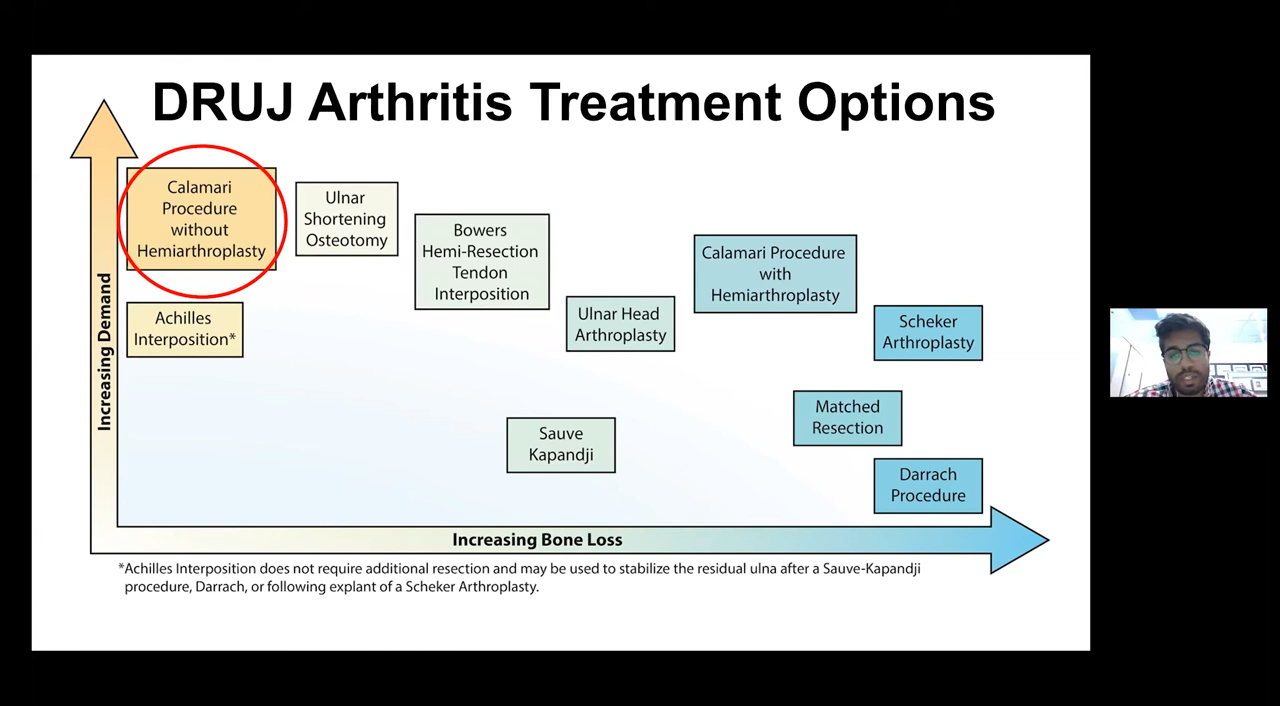 DRUJ Arthritis Treatment Options
Increasing Demand
Calamari
Procedure
without
Hemiarthroplasty
Achilles
Interposition*
Ulnar
Shortening
Osteotomy
Bowers
Hemi-Resection
Tendon
Interposition
Sauve
Kapandji
Ulnar Head
Arthroplasty
Calamari Procedure
with
Hemiarthroplasty
Scheker
Arthroplasty
Matched
Resection
Darrach
Procedure
Increasing Bone Loss
*Achilles Interposition does not require additional resection and may be used to stabilize the residual ulna after a Sauve-Kapandji
procedure, Darrach, or following explant of a Scheker Arthroplasty.